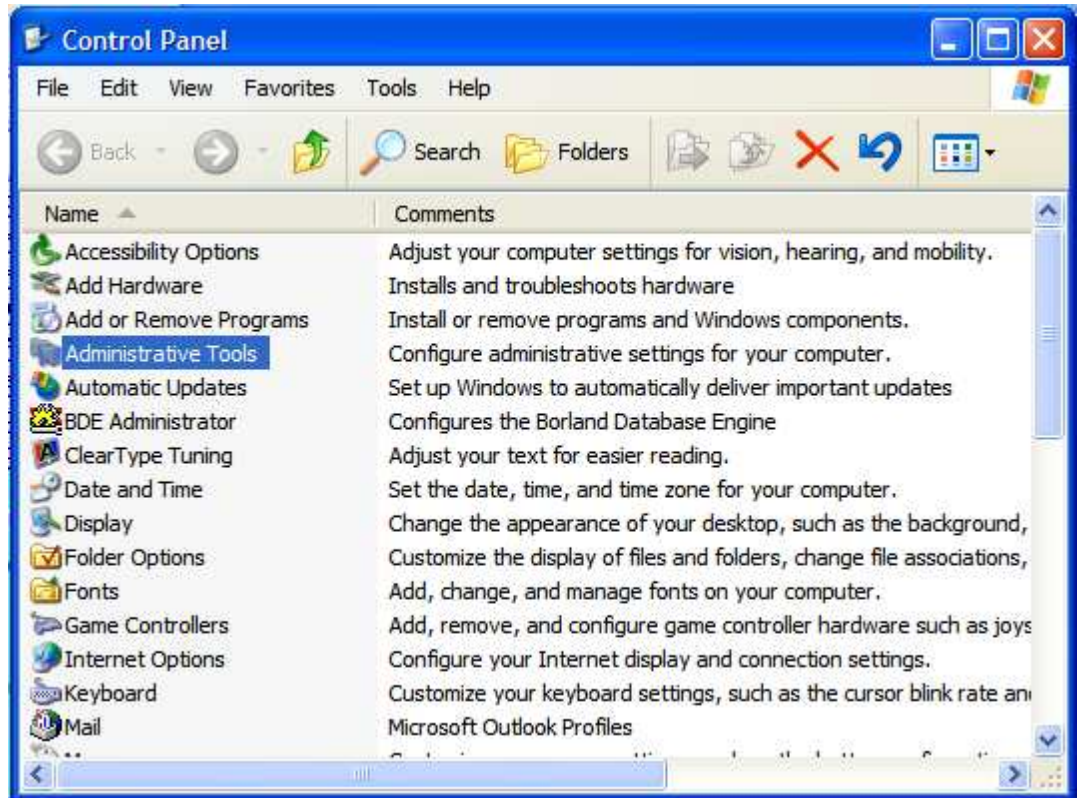 Control Panel
File Edit View Favorites Tools Help
Back Search Folders
Name Comments
Accessibility Options Adjust your computer settings for vision, hearing, and mobility.
Add Hardware Installs and troubleshoots hardware
Add or Remove Programs Install or remove programs and Windows components.
Administrative Tools Configure administrative settings for your computer.
Automatic Updates Set up Windows to automatically deliver important updates
BDE Administrator Configures the Borland Database Engine
ClearType Tuning Adjust your text for easier reading.
Date and Time Set the date, time, and time zone for your computer.
Display Change the appearance of your desktop, such as the background,
Folder Options Customize the display of files and folders, change file associations,
Fonts Add, change, and manage fonts on your computer.
Game Controllers Add, remove, and configure game controller hardware such as joys
Internet Options Configure your Internet display and connection settings.
Keyboard Customize your keyboard settings, such as the cursor blink rate an
Mail Microsoft Outlook Profiles